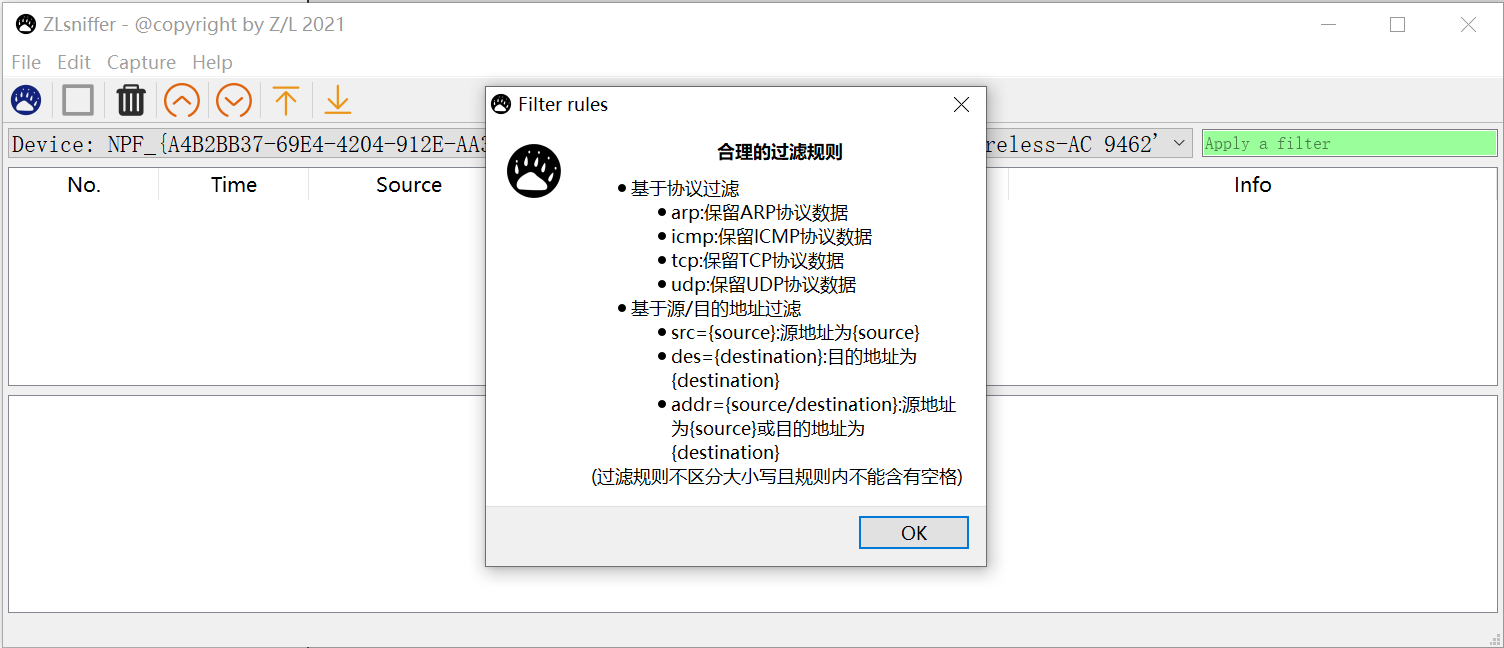 ZLsniffer - @copyright by Z/L 2021
File Edit Capture Help
Device: NPF_{A4B2BB37-69E4-4204-912E-AA3
reless-AC 9462'
Apply a filter
No. Time Source Info
Filter rules
合理的过滤规则
基于协议过滤
arp:保留ARP协议数据
icmp:保留ICMP协议数据
tcp:保留TCP协议数据
udp:保留UDP协议数据
基于源/目的地址过滤
src={source}:源地址为{source}
des={destination}:目的地址为
{destination}
addr={source/destination}:源地址
为{source}或目的地址为
{destination}
(过滤规则不区分大小写且规则内不能含有空格)
OK